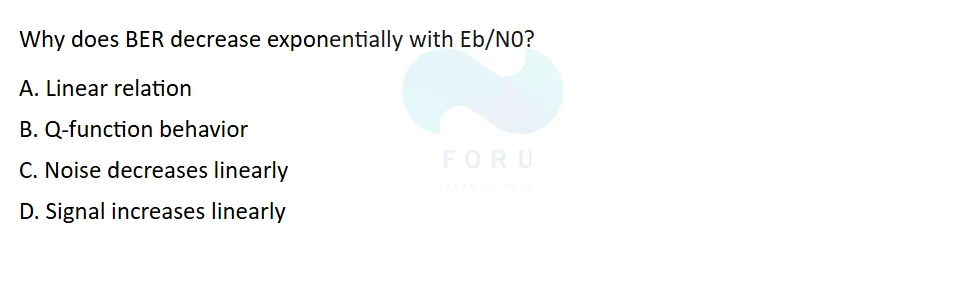 Why does BER decrease exponentially with Eb/N0?
A. Linear relation
B. Q-function behavior
C. Noise decreases linearly
D. Signal increases linearly
FORU